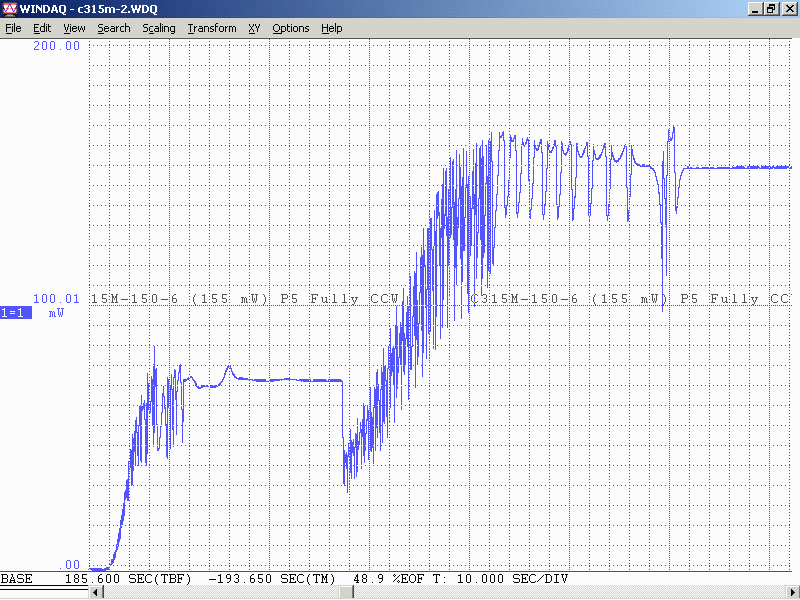 WINDAQ - c315m-2.WDQ
File Edit View Search Scaling Transform XY Options Help
200.00
100.01 15M-150-6 (155 mW) P5 Fully CCW C315M-150-6 (155 mW) P5 Fully CC
1=1 mW
.00
BASE 185.600 SEC(TBF) -193.650 SEC(TM) 48.9 %EOF T: 10.000 SEC/DIV